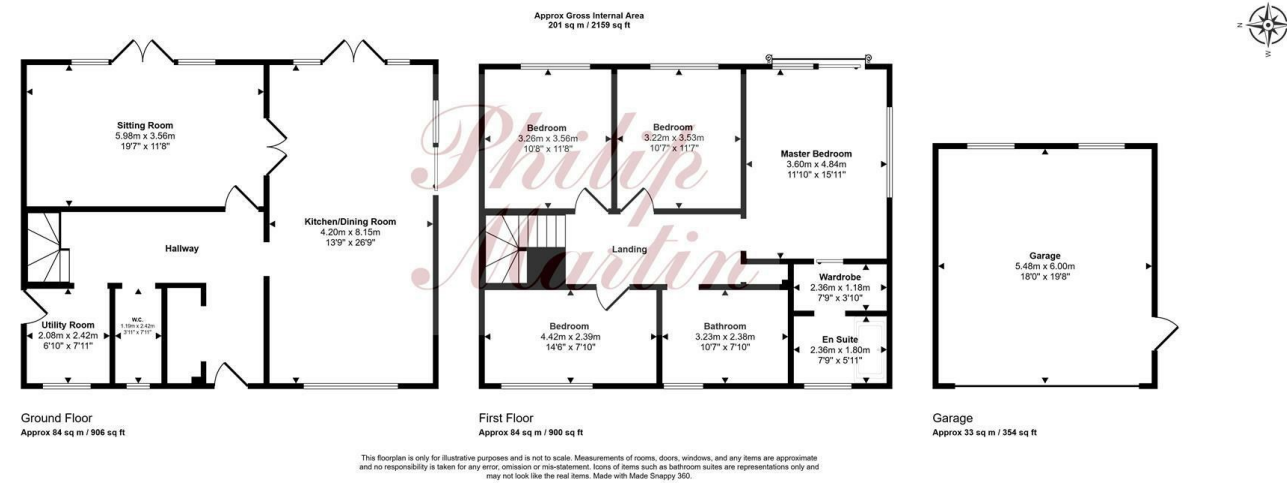 Approx Gross Internal Area
201 sq m / 2159 sq ft
N
W
Sitting Room
5.98m x 3.56m
19'7" x 11'8"
Kitchen/Dining Room
4.20m x 8.15m
13'9" x 26'9"
Hallway
Utility Room
2.08m x 2.42m
6'10" x 7'11"
W.C.
1.19m x 2.42m
3'11" x 7'11"
Ground Floor
Approx 84 sq m / 906 sq ft
Bedroom
3.26m x 3.56m
10'8" x 11'8"
Bedroom
3.22m x 3.53m
10'7" x 11'7"
Master Bedroom
3.60m x 4.84m
11'10" x 15'11"
Landing
Wardrobe
2.36m x 1.18m
7'9" x 3'10"
Bedroom
4.42m x 2.39m
14'6" x 7'10"
Bathroom
3.23m x 2.38m
10'7" x 7'10"
En Suite
2.36m x 1.80m
7'9" x 5'11"
First Floor
Approx 84 sq m / 900 sq ft
Garage
5.48m x 6.00m
18'0" x 19'8"
Garage
Approx 33 sq m / 354 sq ft
Philip
Martin
This floorplan is only for illustrative purposes and is not to scale. Measurements of rooms, doors, windows, and any items are approximate
and no responsibility is taken for any error, omission or mis-statement. Icons of items such as bathroom suites are representations only and
may not look like the real items. Made with Made Snappy 360.